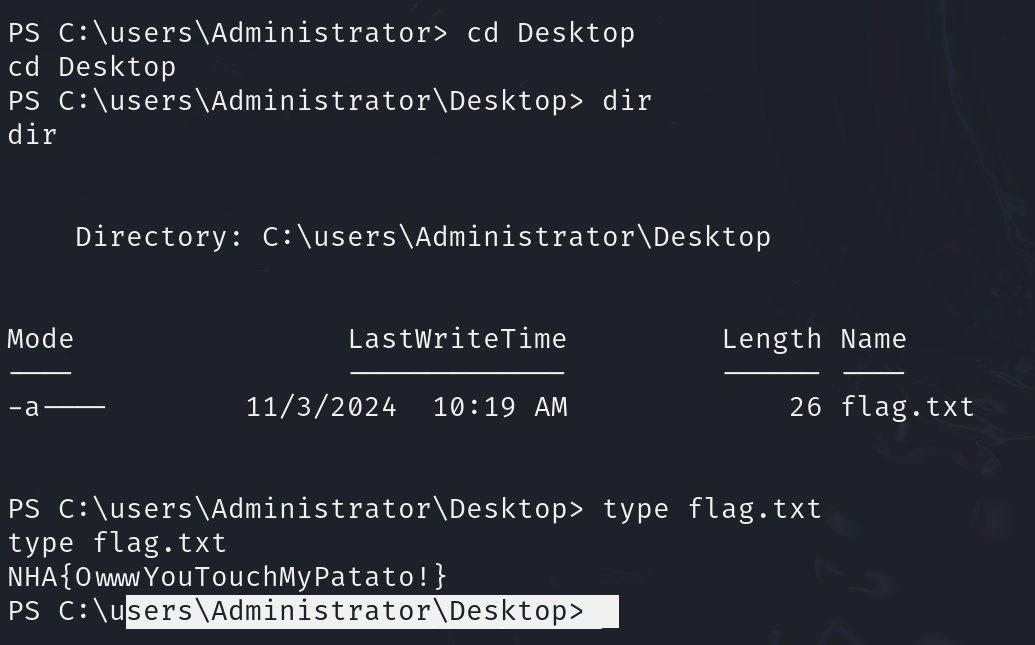 PS C:\users\Administrator> cd Desktop
cd Desktop
PS C:\users\Administrator\Desktop> dir
dir
Directory: C:\users\Administrator\Desktop
Mode                LastWriteTime         Length Name
----                -------------         ------ ----
-a----        11/3/2024  10:19 AM             26 flag.txt
PS C:\users\Administrator\Desktop> type flag.txt
type flag.txt
NHA{OwwwYouTouchMyPatato!}
PS C:\users\Administrator\Desktop>